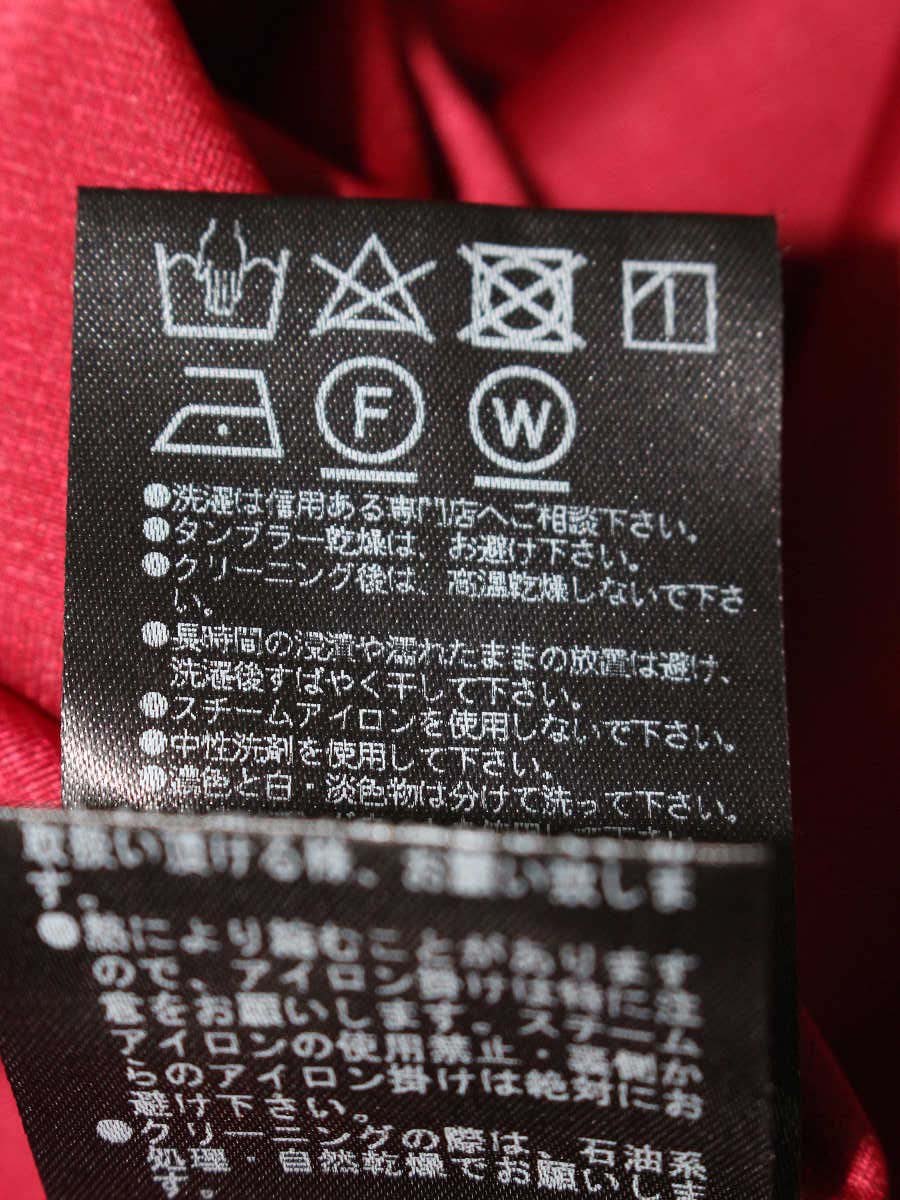 F W
●洗濯は信用ある専門店へご相談下さい。
●タンブラー乾燥は、お避け下さい。
●クリーニング後は、高温乾燥しないで下さ
い。
●長時間の浸漬や濡れたままの放置は避け、
洗濯後すばやく干して下さい。
●スチームアイロンを使用しないで下さい。
●中性洗剤を使用して下さい。
●濃色と白・淡色物は分けて洗って下さい。
取扱い頂ける様、お願い致しま
す。
●熱により縮むことがあります
ので、アイロン掛けは特に注
意をお願いします。スチーム
アイロンの使用禁止・裏側か
らのアイロン掛けは絶対にお
避け下さい。
●クリーニングの際は、石油系
処理・自然乾燥でお願いしま
す。